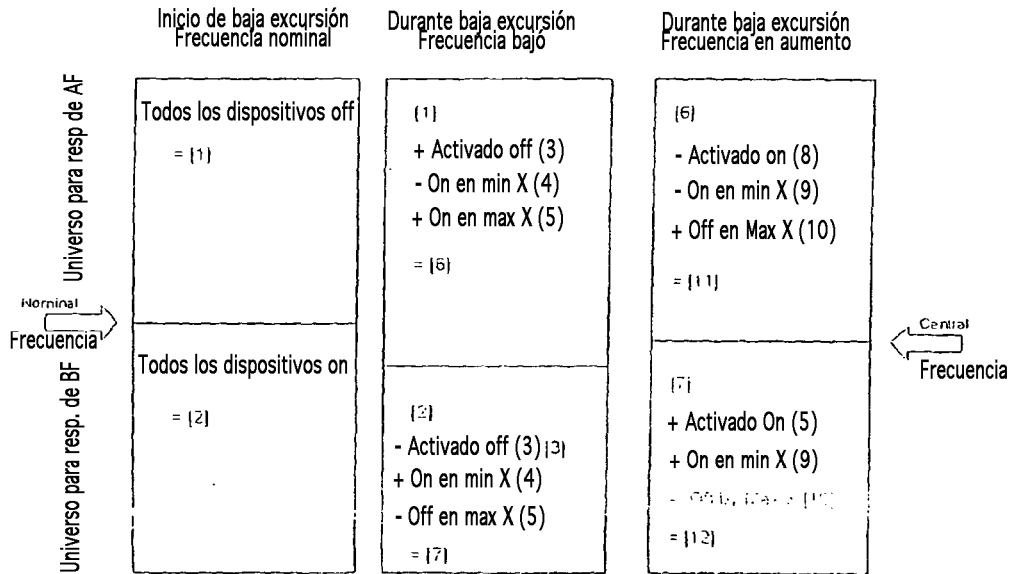 Inicio de baja excursión
Frecuencia nominal
Durante baja excursión
Frecuencia bajó
Durante baja excursión
Frecuencia en aumento
Universo para resp de AF
Todos los dispositivos off
= [1]
[1]
+ Activado off (3)
- On en min X (4)
+ On en max X (5)
= [6]
[6]
- Activado on (8)
- On en min X (9)
+ Off en Max X (10)
= [11]
Nominal
Frecuencia
Central
Frecuencia
Universo para resp. de BF
Todos los dispositivos on
= [2]
[2]
- Activado off (3) [3]
+ On en min X (4)
- Off en max X (5)
= [7]
[7]
+ Activado On (5)
+ On en min X (9)
= [12]